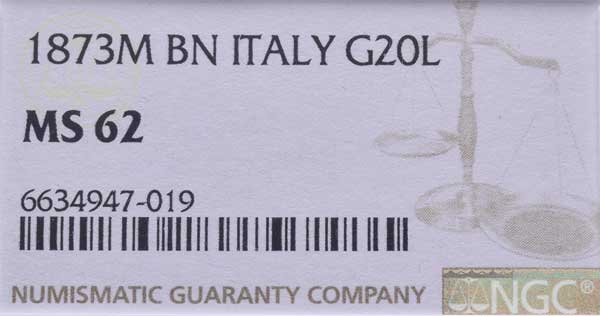 1873M BN ITALY G20L
MS 62
6634947-019
NUMISMATIC GUARANTY COMPANY
NGC®